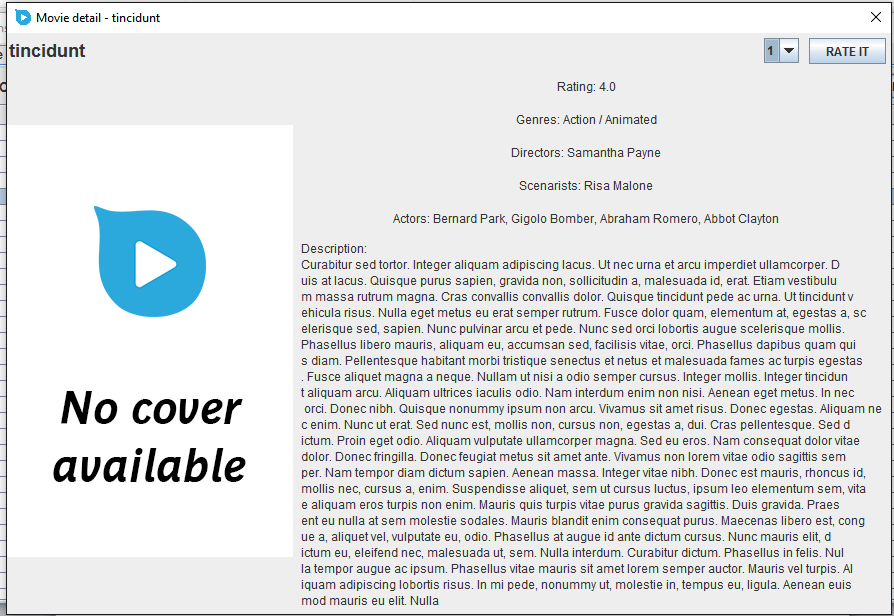 Movie detail - tincidunt
tincidunt
1
RATE IT
Rating: 4.0
Genres: Action / Animated
Directors: Samantha Payne
Scenarists: Risa Malone
Actors: Bernard Park, Gigolo Bomber, Abraham Romero, Abbot Clayton
No cover
available
Description:
Curabitur sed tortor. Integer aliquam adipiscing lacus. Ut nec urna et arcu imperdiet ullamcorper. D
uis at lacus. Quisque purus sapien, gravida non, sollicitudin a, malesuada id, erat. Etiam vestibulu
m massa rutrum magna. Cras convallis convallis dolor. Quisque tincidunt pede ac urna. Ut tincidunt v
ehicula risus. Nulla eget metus eu erat semper rutrum. Fusce dolor quam, elementum at, egestas a, sc
elerisque sed, sapien. Nunc pulvinar arcu et pede. Nunc sed orci lobortis augue scelerisque mollis.
Phasellus libero mauris, aliquam eu, accumsan sed, facilisis vitae, orci. Phasellus dapibus quam qui
s diam. Pellentesque habitant morbi tristique senectus et netus et malesuada fames ac turpis egestas
. Fusce aliquet magna a neque. Nullam ut nisi a odio semper cursus. Integer mollis. Integer tincidun
t aliquam arcu. Aliquam ultrices iaculis odio. Nam interdum enim non nisi. Aenean eget metus. In nec
orci. Donec nibh. Quisque nonummy ipsum non arcu. Vivamus sit amet risus. Donec egestas. Aliquam ne
c enim. Nunc ut erat. Sed nunc est, mollis non, cursus non, egestas a, dui. Cras pellentesque. Sed d
ictum. Proin eget odio. Aliquam vulputate ullamcorper magna. Sed eu eros. Nam consequat dolor vitae
dolor. Donec fringilla. Donec feugiat metus sit amet ante. Vivamus non lorem vitae odio sagittis sem
per. Nam tempor diam dictum sapien. Aenean massa. Integer vitae nibh. Donec est mauris, rhoncus id,
mollis nec, cursus a, enim. Suspendisse aliquet, sem ut cursus luctus, ipsum leo elementum sem, vita
e aliquam eros turpis non enim. Mauris quis turpis vitae purus gravida sagittis. Duis gravida. Praes
ent eu nulla at sem molestie sodales. Mauris blandit enim consequat purus. Maecenas libero est, cong
ue a, aliquet vel, vulputate eu, odio. Phasellus at augue id ante dictum cursus. Nunc mauris elit, d
ictum eu, eleifend nec, malesuada ut, sem. Nulla interdum. Curabitur dictum. Phasellus in felis. Nul
la tempor augue ac ipsum. Phasellus vitae mauris sit amet lorem semper auctor. Mauris vel turpis. Al
iquam adipiscing lobortis risus. In mi pede, nonummy ut, molestie in, tempus eu, ligula. Aenean euis
mod mauris eu elit. Nulla